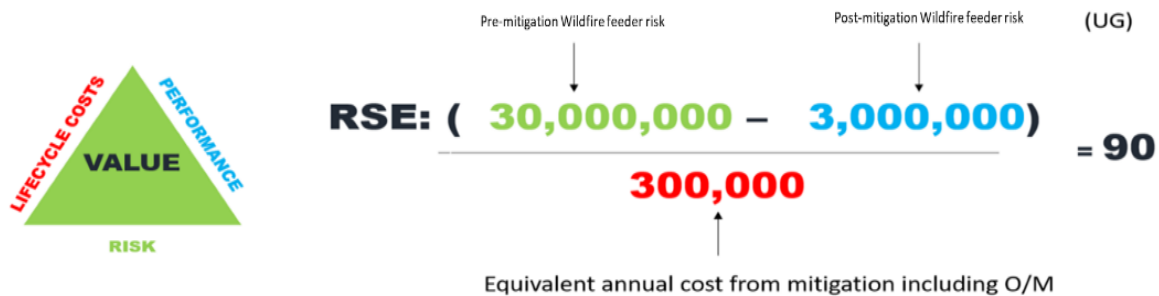 Pre-mitigation Wildfire feeder risk
Post-mitigation Wildfire feeder risk
(UG)
LIFECYCLE COSTS
PERFORMANCE
VALUE
RISK
RSE: ( 30,000,000 – 3,000,000)
300,000
= 90
Equivalent annual cost from mitigation including O/M